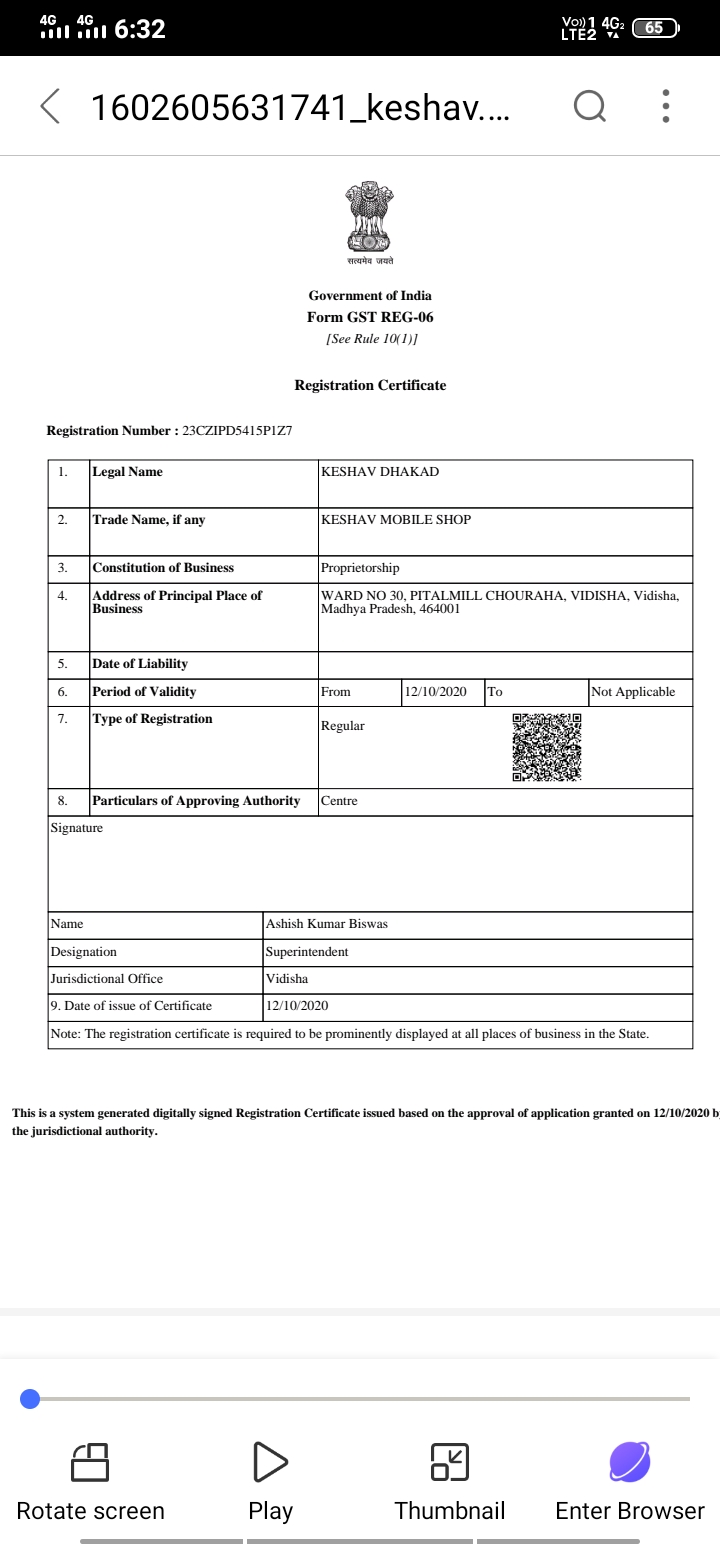 4G 4G 6:32 Vo))1 4G2 LTE2 65
1602605631741_keshav....
सत्यमेव जयते
Government of India
Form GST REG-06
[See Rule 10(1)]
Registration Certificate
Registration Number : 23CZIPD5415P1Z7
1. Legal Name KESHAV DHAKAD
2. Trade Name, if any KESHAV MOBILE SHOP
3. Constitution of Business Proprietorship
4. Address of Principal Place of WARD NO 30, PITALMILL CHOURAHA, VIDISHA, Vidisha,
Business Madhya Pradesh, 464001
5. Date of Liability
6. Period of Validity From 12/10/2020 To Not Applicable
7. Type of Registration Regular
8. Particulars of Approving Authority Centre
Signature
Name Ashish Kumar Biswas
Designation Superintendent
Jurisdictional Office Vidisha
9. Date of issue of Certificate 12/10/2020
Note: The registration certificate is required to be prominently displayed at all places of business in the State.
This is a system generated digitally signed Registration Certificate issued based on the approval of application granted on 12/10/2020 b
the jurisdictional authority.
Rotate screen Play Thumbnail Enter Browser